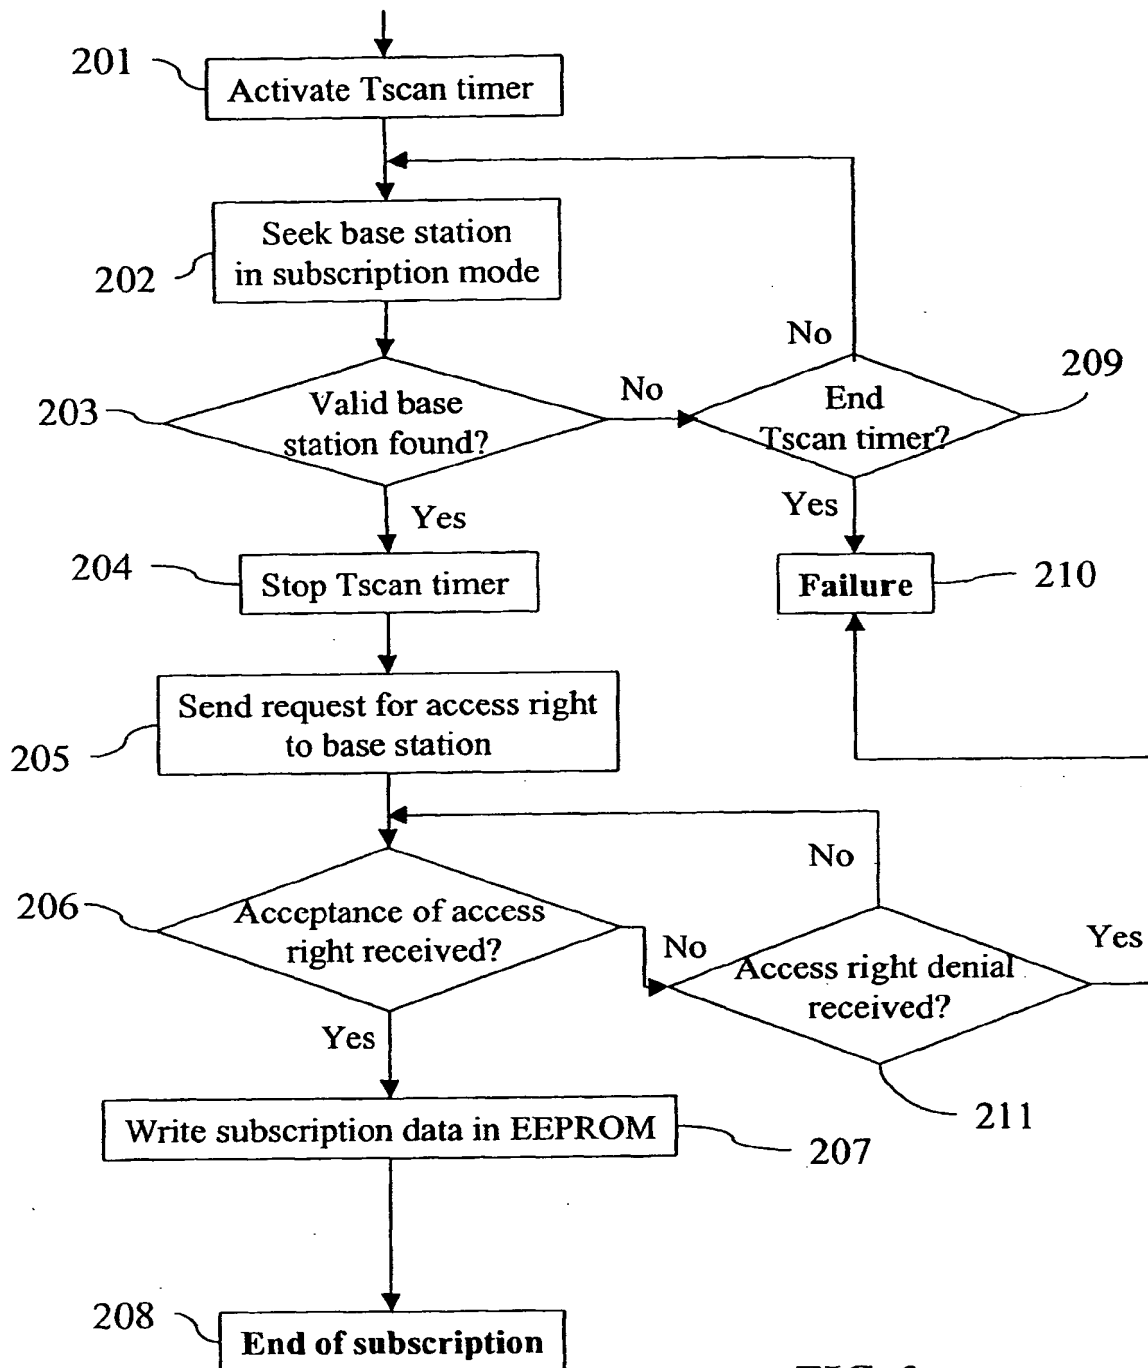 201
Activate Tscan timer
Seek base station
in subscription mode
202
No
209
203
Valid base
station found?
No
End
Tscan timer?
Yes
Yes
204
Stop Tscan timer
Failure
210
Send request for access right
to base station
205
No
206
Acceptance of access
right received?
No
Yes
Access right denial
received?
Yes
211
Write subscription data in EEPROM
207
208
End of subscription